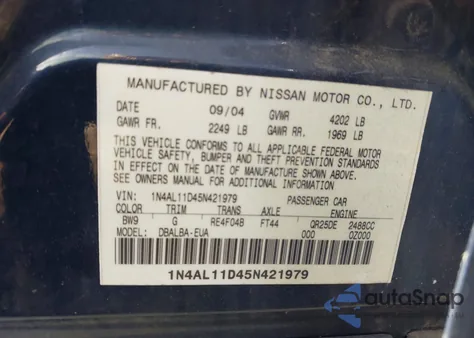 MANUFACTURED BY NISSAN MOTOR CO., LTD.
DATE 09/04 GVWR 4202 LB
GAWR FR. 2249 LB GAWR RR. 1969 LB
THIS VEHICLE CONFORMS TO ALL APPLICABLE FEDERAL MOTOR
VEHICLE SAFETY, BUMPER AND THEFT PREVENTION STANDARDS
IN EFFECT ON THE DATE OF MANUFACTURE SHOWN ABOVE.
SEE OWNERS MANUAL FOR ADDITIONAL INFORMATION
VIN: 1N4AL11D45N421979 PASSENGER CAR
COLOR TRIM TRANS AXLE ENGINE
BW9 G RE4F04B FT44 QR25DE 2488CC
MODEL: DBALBA-EUA 000 0Z000
1N4AL11D45N421979
autoSnap